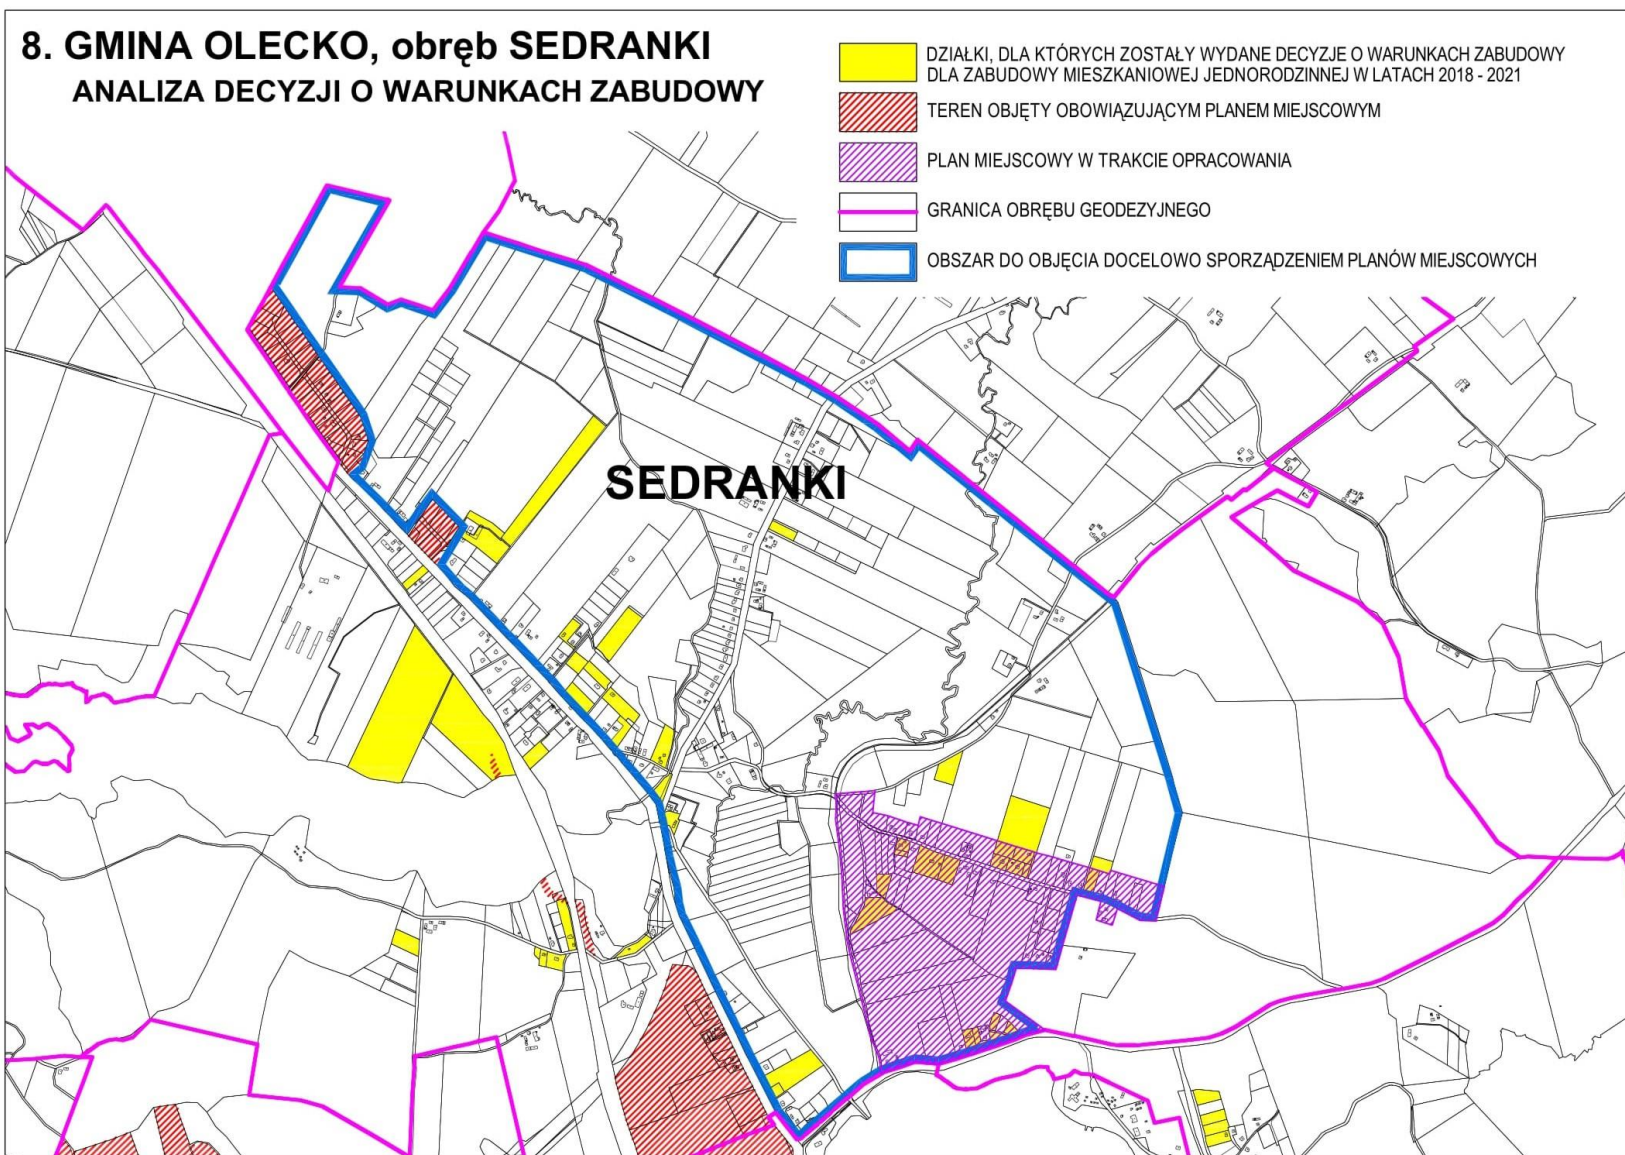 8. GMINA OLECKO, obręb SEDRANKI
ANALIZA DECYZJI O WARUNKACH ZABUDOWY
DZIAŁKI, DLA KTÓRYCH ZOSTAŁY WYDANE DECYZJE O WARUNKACH ZABUDOWY
DLA ZABUDOWY MIESZKANIOWEJ JEDNORODZINNEJ W LATACH 2018 - 2021
TEREN OBJĘTY OBOWIĄZUJĄCYM PLANEM MIEJSCOWYM
PLAN MIEJSCOWY W TRAKCIE OPRACOWANIA
GRANICA OBRĘBU GEODEZYJNEGO
OBSZAR DO OBJĘCIA DOCELOWO SPORZĄDZENIEM PLANÓW MIEJSCOWYCH
SEDRANKI